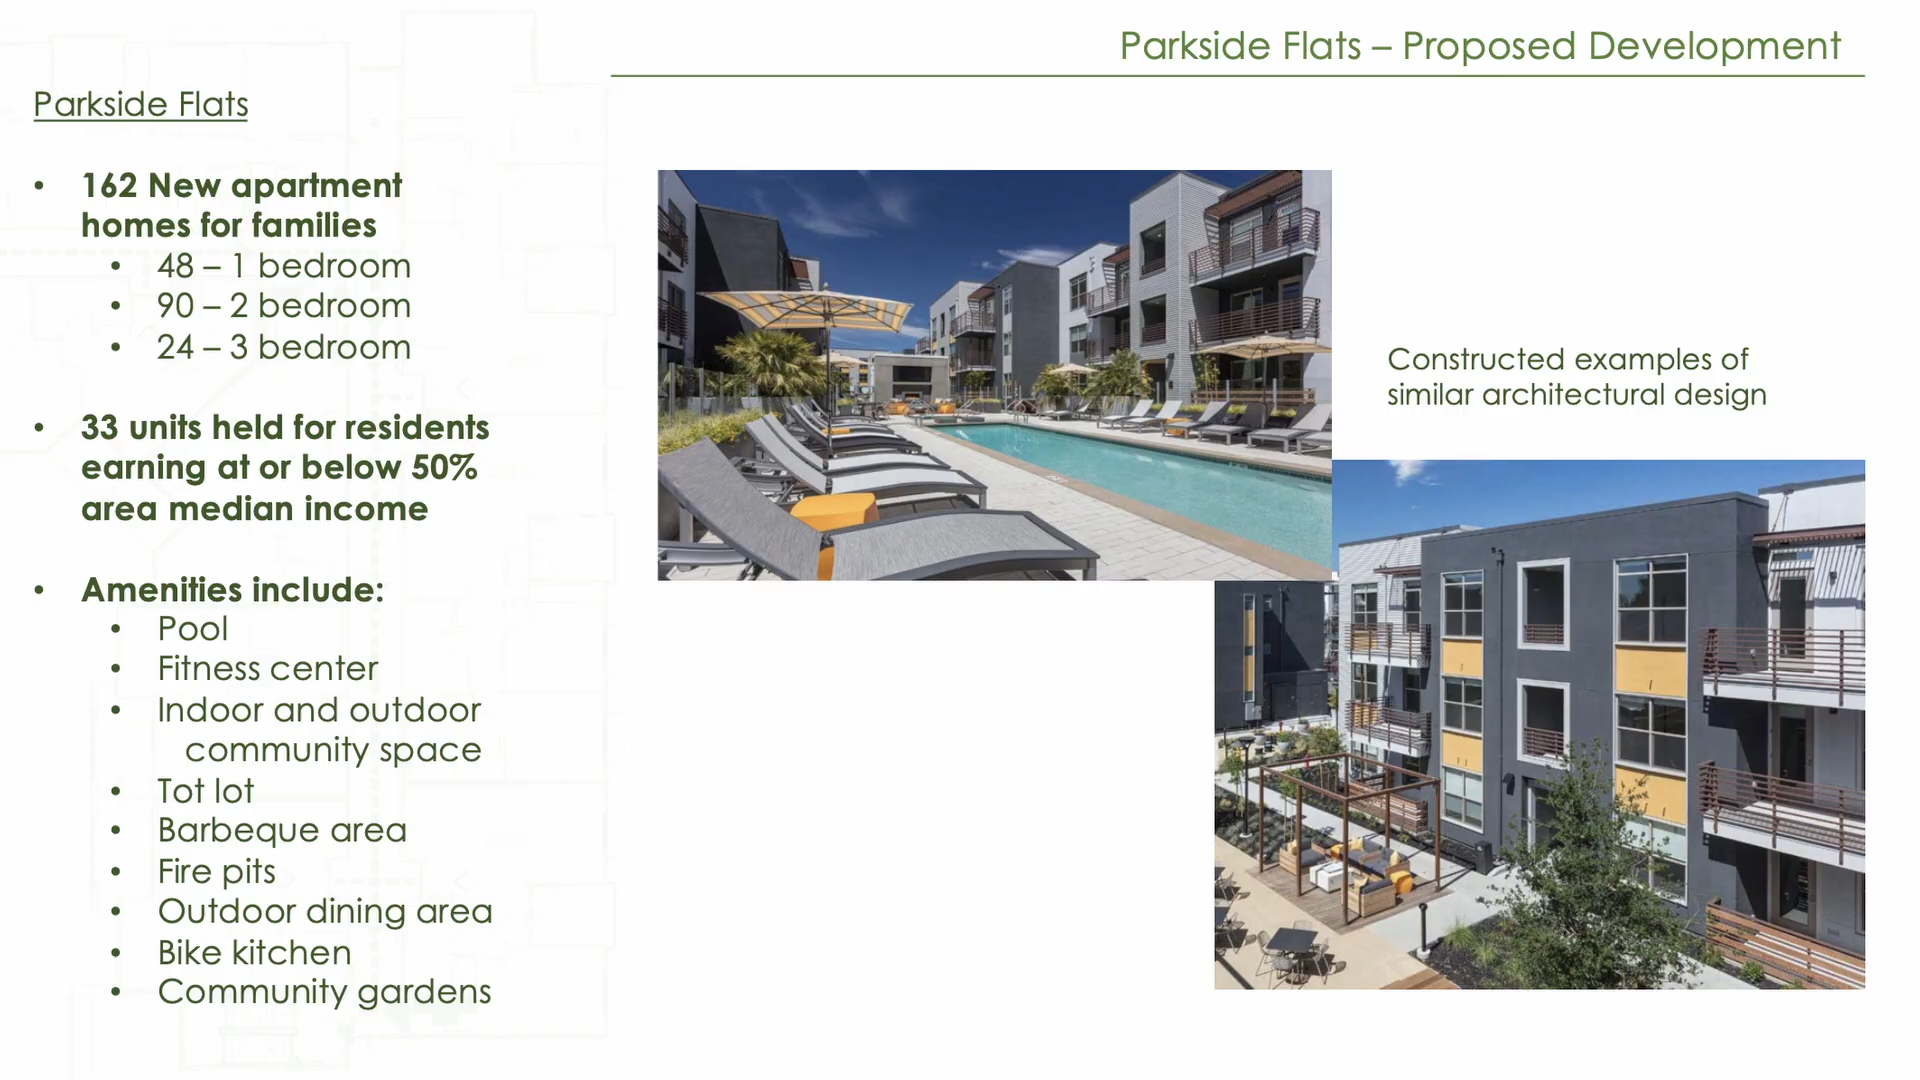 Parkside Flats – Proposed Development
Parkside Flats
• 162 New apartment
homes for families
• 48 – 1 bedroom
• 90 – 2 bedroom
• 24 – 3 bedroom
• 33 units held for residents
earning at or below 50%
area median income
• Amenities include:
• Pool
• Fitness center
• Indoor and outdoor
community space
• Tot lot
• Barbeque area
• Fire pits
• Outdoor dining area
• Bike kitchen
• Community gardens
Constructed examples of
similar architectural design